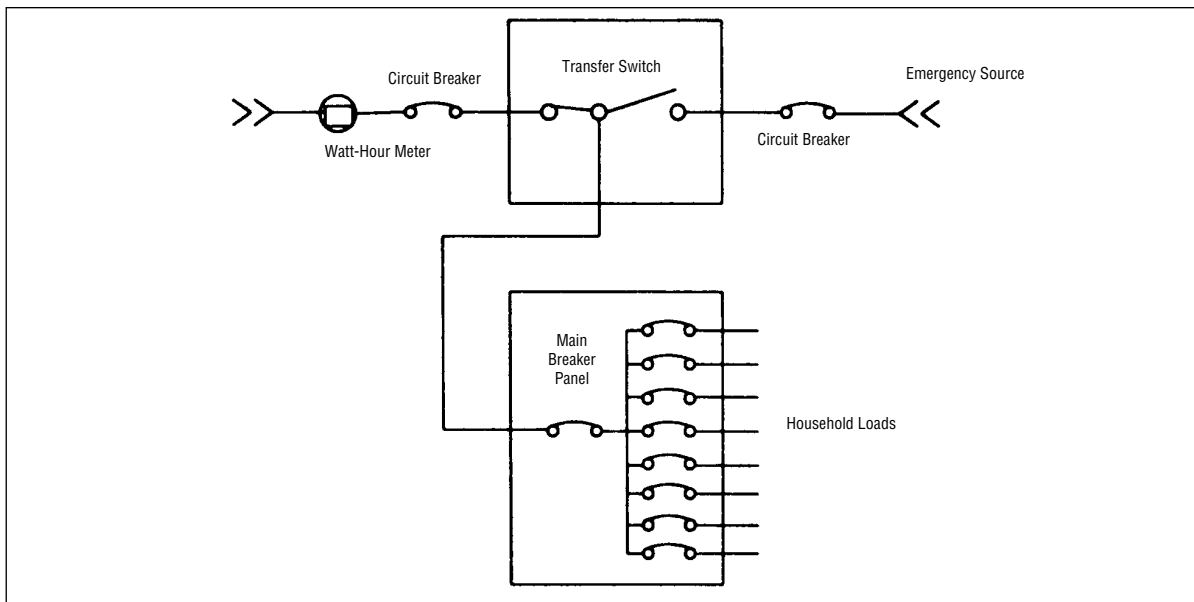 Transfer Switch
Circuit Breaker
Emergency Source
Watt-Hour Meter
Circuit Breaker
Main
Breaker
Panel
Household Loads